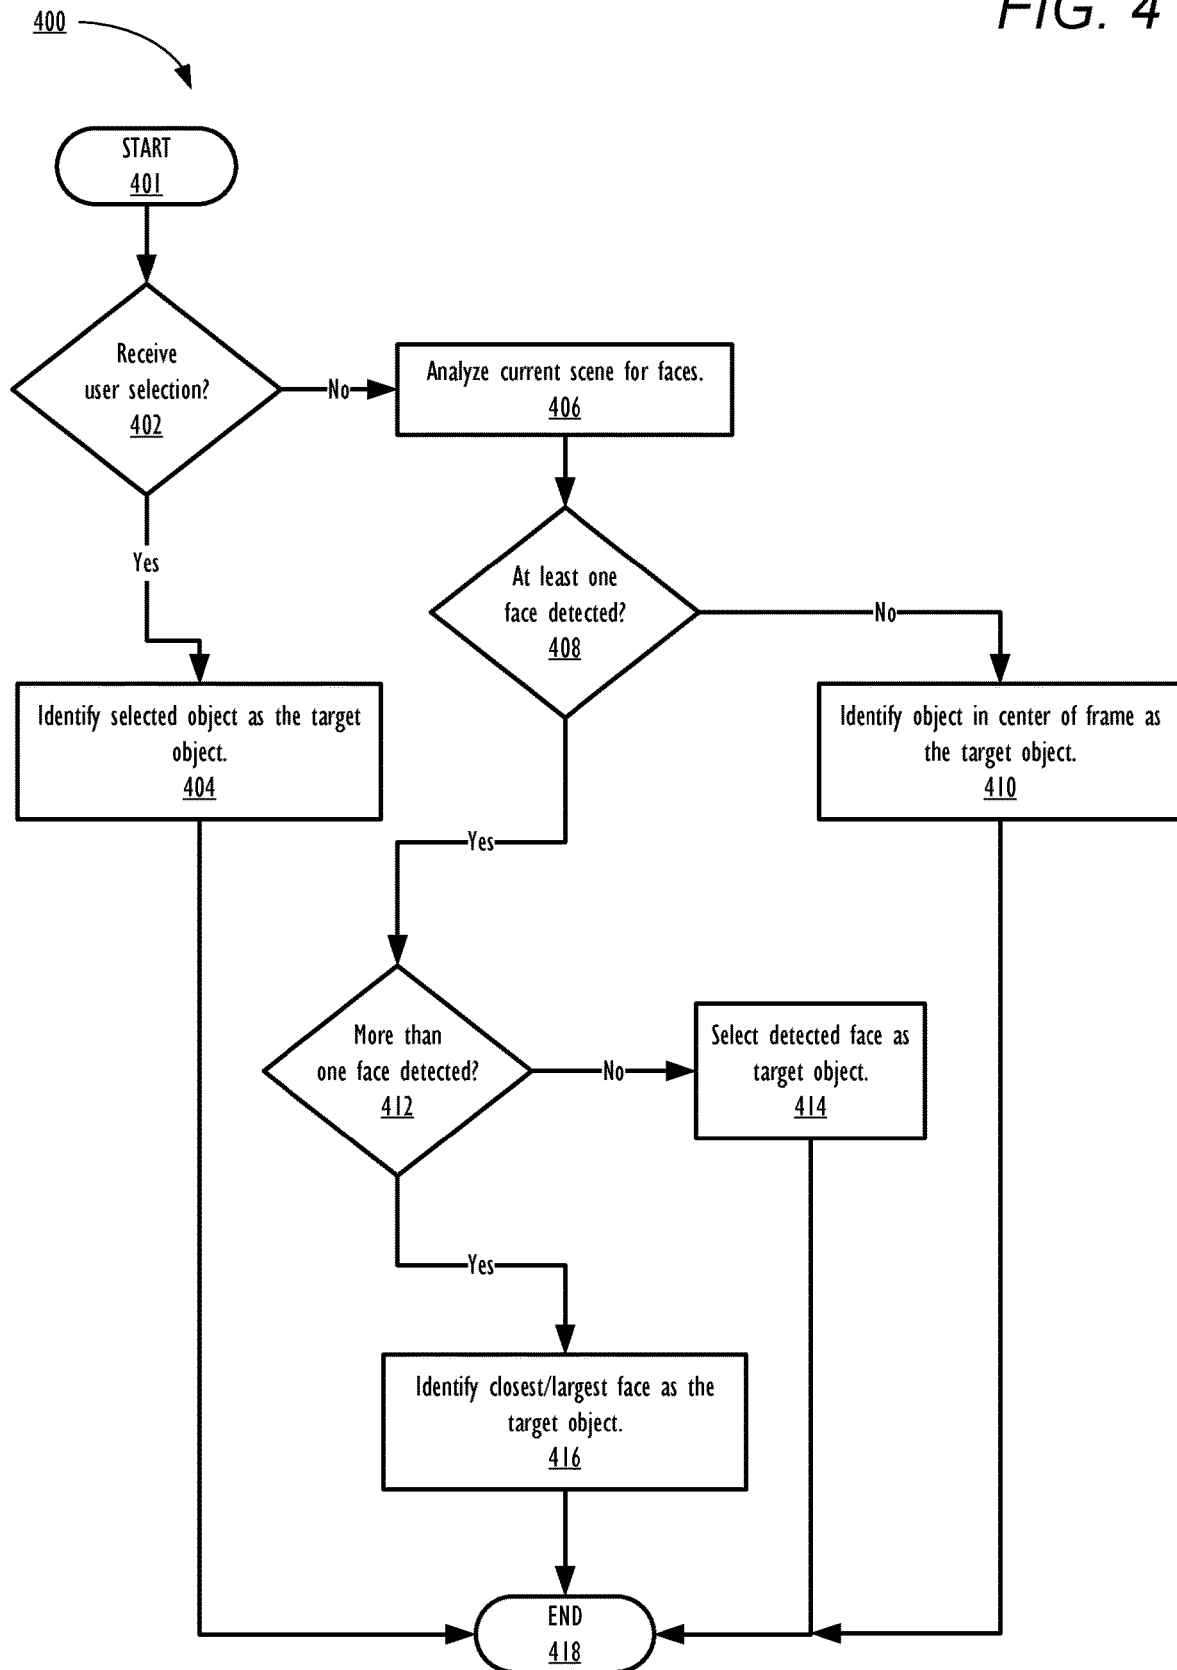 FIG. 4
400
START
401
Receive
user selection?
402
No
Analyze current scene for faces.
406
Yes
At least one
face detected?
408
No
Identify selected object as the target
object.
404
Identify object in center of frame as
the target object.
410
Yes
More than
one face detected?
412
No
Select detected face as
target object.
414
Yes
Identify closest/largest face as the
target object.
416
END
418